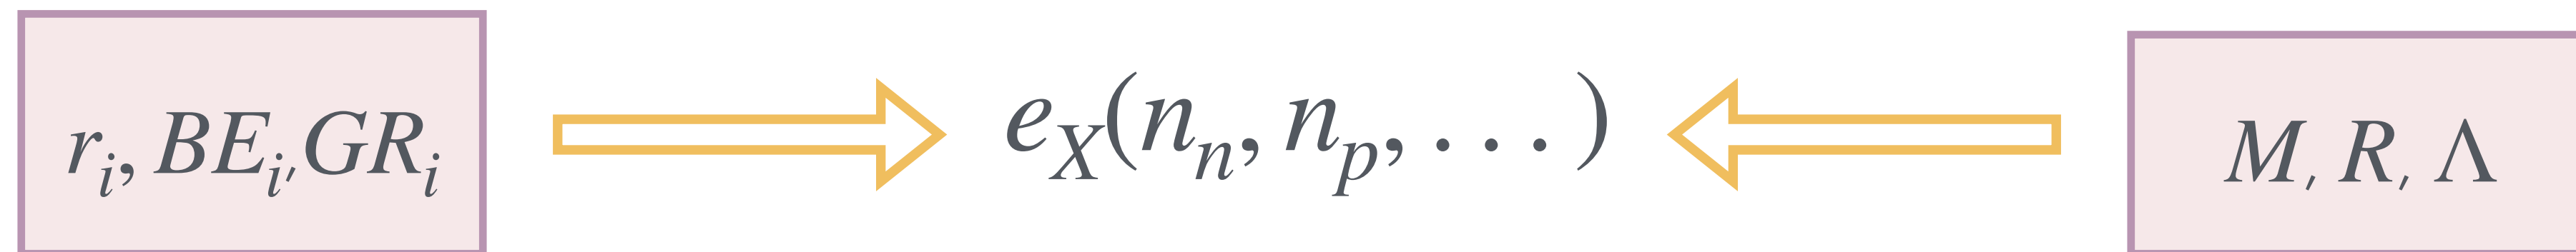 r_i, BE_i, GR_i
e_X(n_n, n_p, . . . )
M, R, Λ